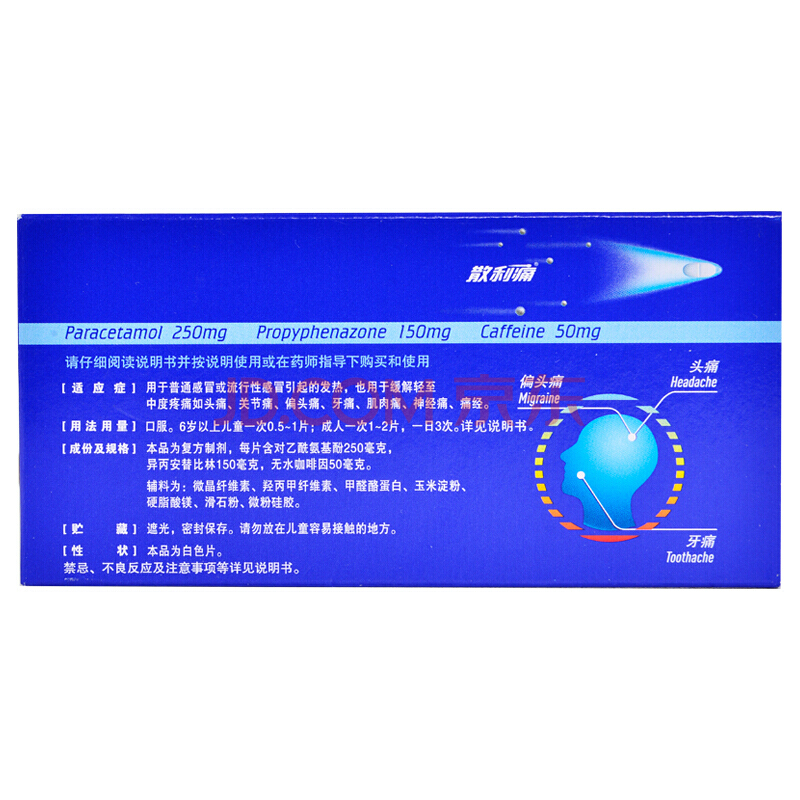 散利痛
Paracetamol 250mg Propyphenazone 150mg Caffeine 50mg
请仔细阅读说明书并按说明使用或在药师指导下购买和使用
[适应症] 用于普通感冒或流行性感冒引起的发热,也用于缓解轻至
中度疼痛如头痛、关节痛、偏头痛、牙痛、肌肉痛、神经痛、痛经。
[用法用量] 口服。6岁以上儿童一次0.5~1片;成人一次1~2片,一日3次。详见说明书。
[成份及规格] 本品为复方制剂,每片含对乙酰氨基酚250毫克,
异丙安替比林150毫克,无水咖啡因50毫克。
辅料为:微晶纤维素、羟丙甲纤维素、甲醛酪蛋白、玉米淀粉、
硬脂酸镁、滑石粉、微粉硅胶。
[贮藏] 遮光,密封保存。请勿放在儿童容易接触的地方。
[性状] 本品为白色片。
禁忌、不良反应及注意事项等详见说明书。
头痛
Headache
偏头痛
Migraine
牙痛
Toothache
JD.COM 京东